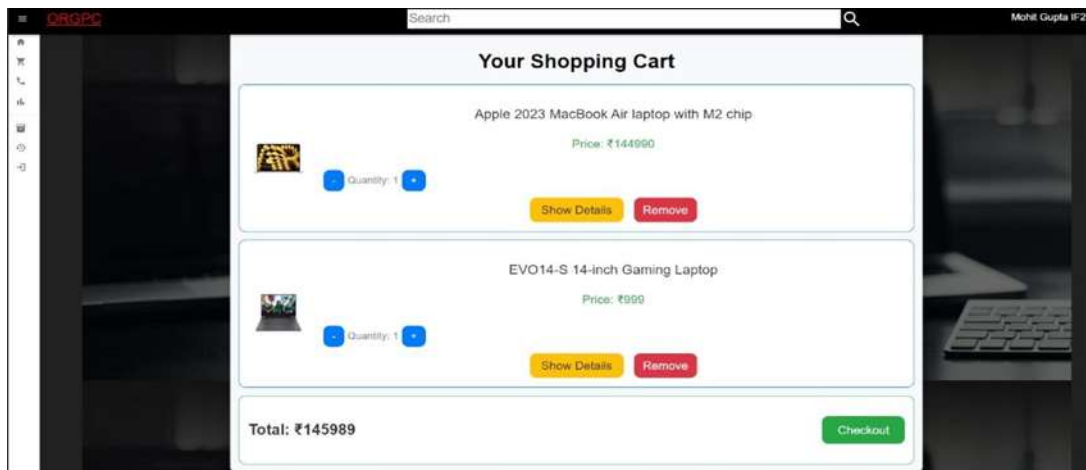 ORGPC
Search
Mohit Gupta IF2
Your Shopping Cart
Apple 2023 MacBook Air laptop with M2 chip
Price: ₹144990
- Quantity: 1 +
Show Details Remove
EVO14-S 14-inch Gaming Laptop
Price: ₹999
- Quantity: 1 +
Show Details Remove
Total: ₹145989 Checkout